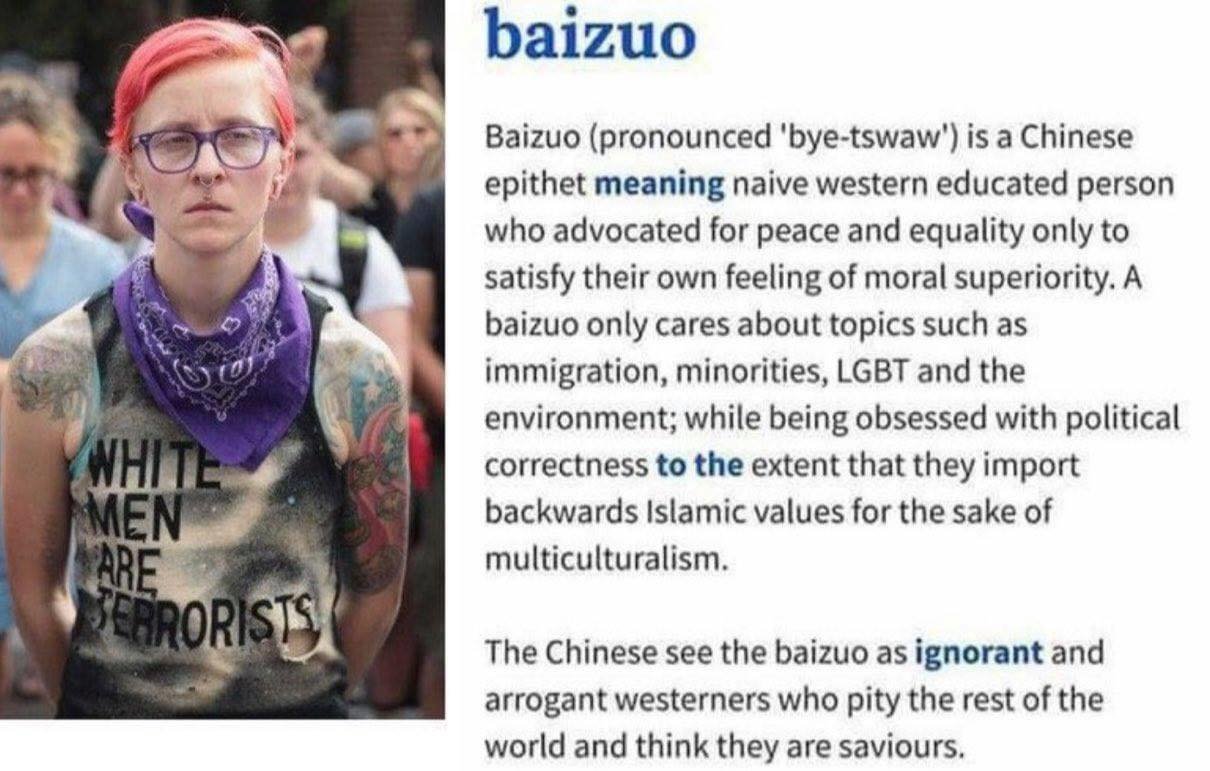 WHITE
MEN
ARE
TERRORISTS
baizuo
Baizuo (pronounced 'bye-tswaw') is a Chinese
epithet meaning naive western educated person
who advocated for peace and equality only to
satisfy their own feeling of moral superiority. A
baizuo only cares about topics such as
immigration, minorities, LGBT and the
environment; while being obsessed with political
correctness to the extent that they import
backwards Islamic values for the sake of
multiculturalism.
The Chinese see the baizuo as ignorant and
arrogant westerners who pity the rest of the
world and think they are saviours.